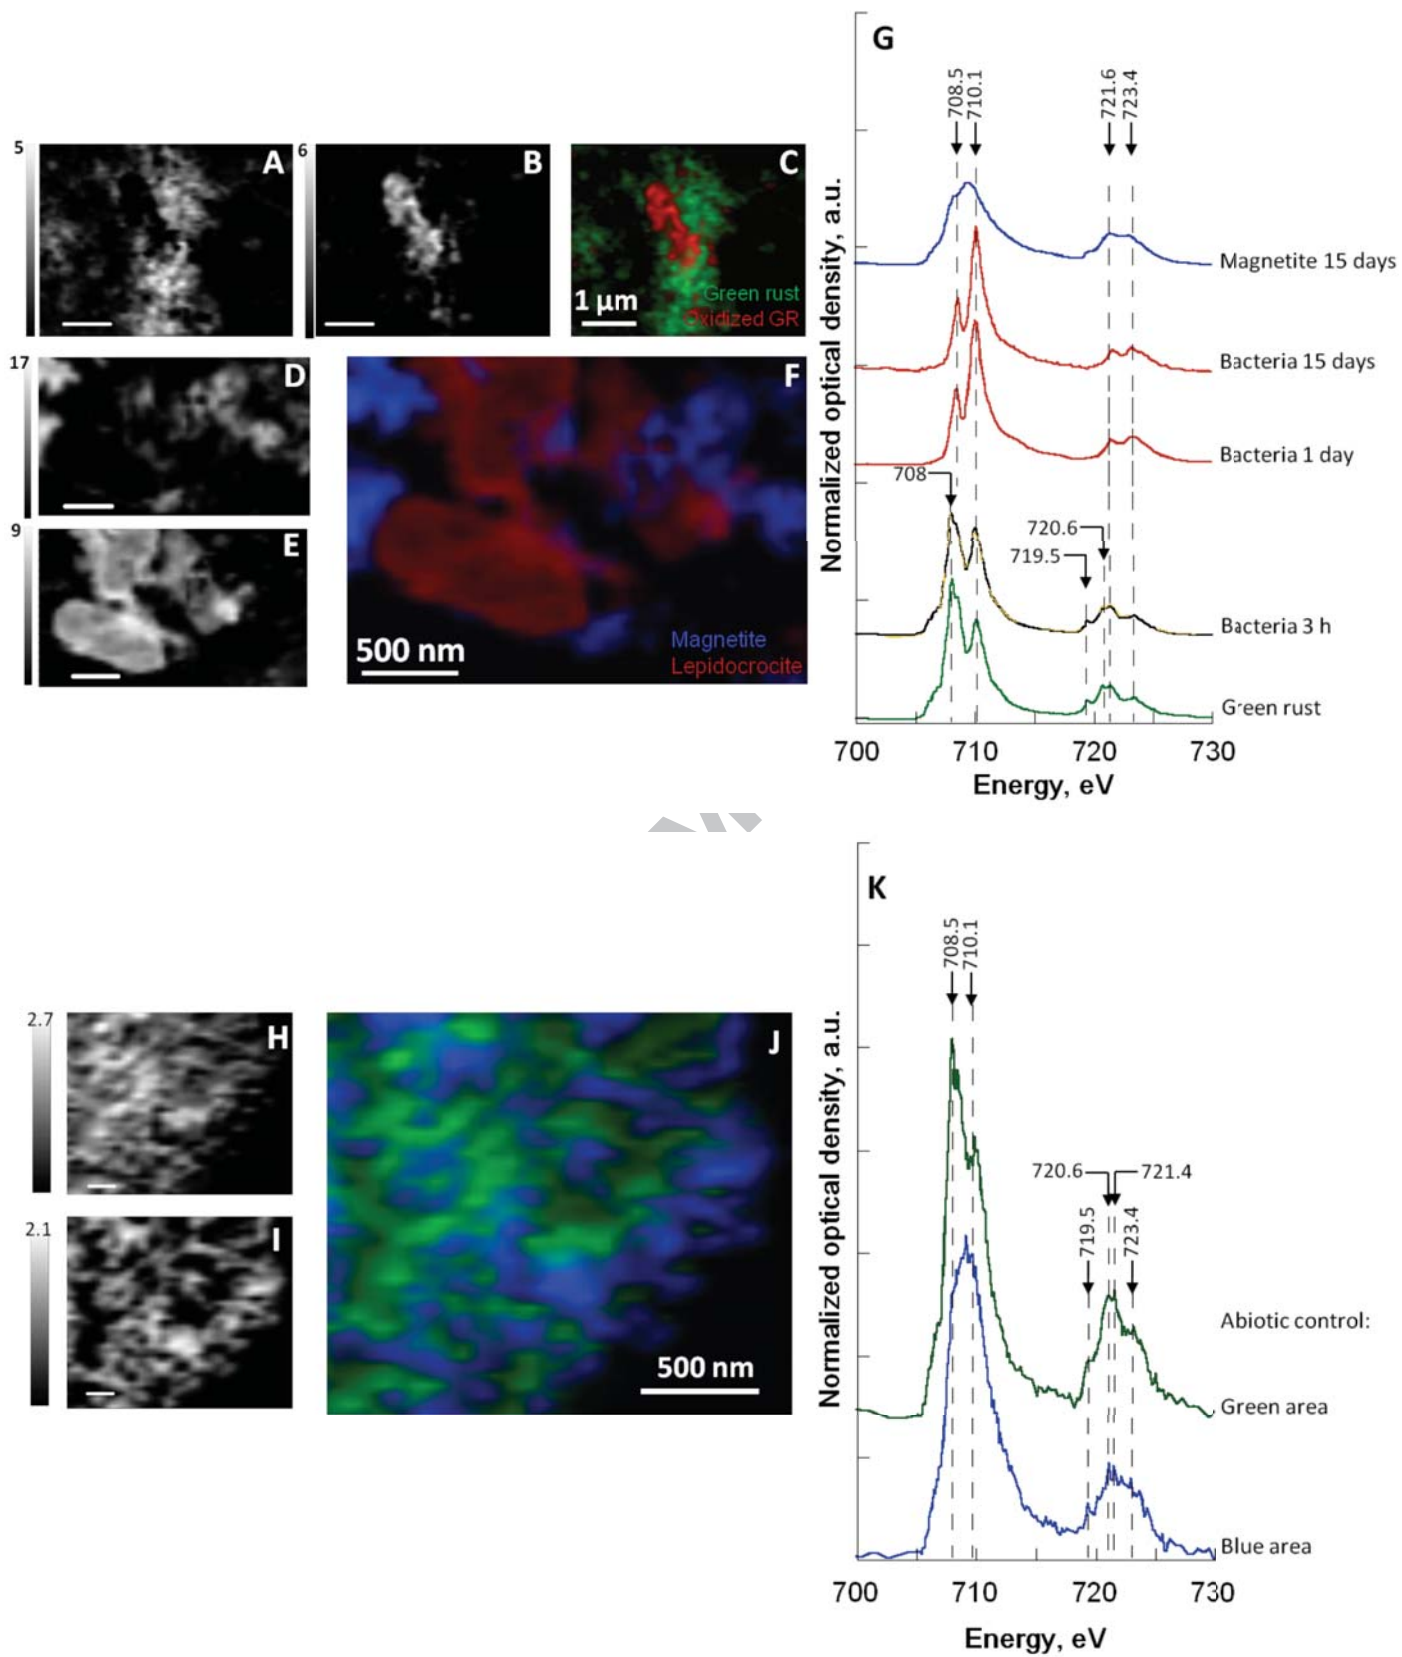 G
708.5
710.1
721.6
723.4
5
A
6
B
C
Green rust
Oxidized GR
1 µm
Magnetite 15 days
Bacteria 15 days
Bacteria 1 day
708
720.6
719.5
Bacteria 3 h
Green rust
Normalized optical density, a.u.
700
710
720
730
Energy, eV
17
D
9
E
F
500 nm
Magnetite
Lepidocrocite
K
708.5
710.1
720.6
721.4
719.5
723.4
Abiotic control:
Green area
Blue area
Normalized optical density, a.u.
700
710
720
730
Energy, eV
2.7
H
2.1
I
J
500 nm